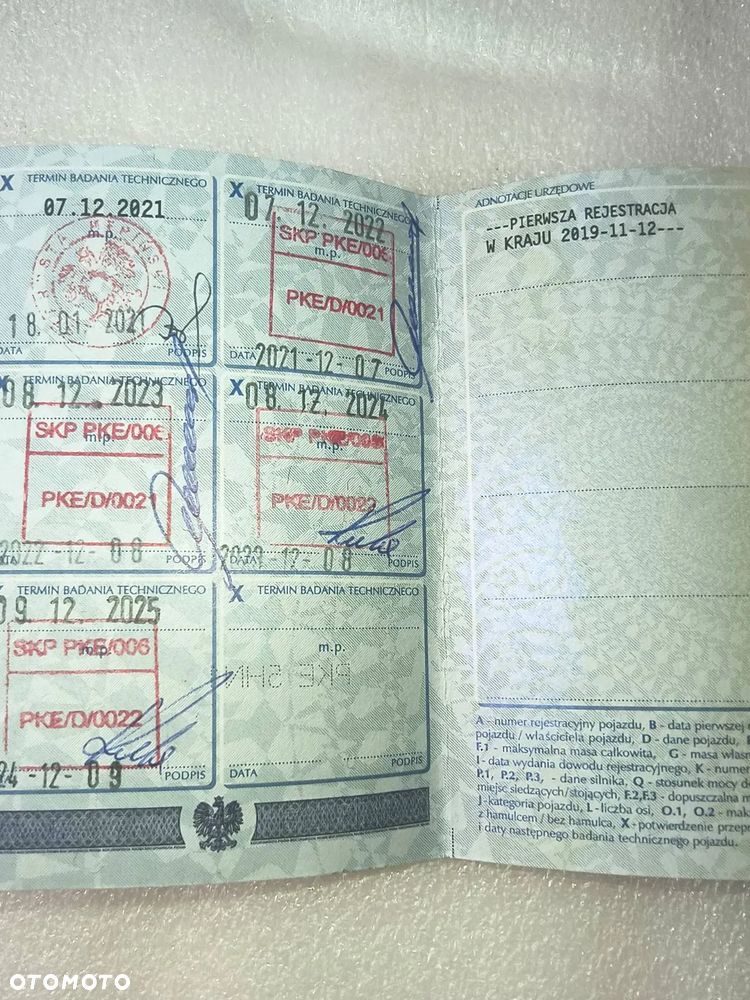 X TERMIN BADANIA TECHNICZNEGO
07.12.2021
m.p.
18.01.2021
DATA PODPIS
X TERMIN BADANIA TECHNICZNEGO
07. 12. 2022
SKP PKE/006
m.p.
PKE/D/0021
DATA 2021-12-07 PODPIS
TERMIN BADANIA TECHNICZNEGO
08. 12. 2023
SKP PKE/006
m.p.
PKE/D/0021
2022-12-08 PODPIS
X TERMIN BADANIA TECHNICZNEGO
08. 12. 2024
SKP
m.p.
PKE/D/0022
DATA 2023-12-08 PODPIS
X TERMIN BADANIA TECHNICZNEGO
09. 12. 2025
SKP PKE/006
m.p.
PKE/D/0022
24-12-09 PODPIS
X TERMIN BADANIA TECHNICZNEGO
m.p.
DATA PODPIS
ADNOTACJE URZĘDOWE
---PIERWSZA REJESTRACJA
W KRAJU 2019-11-12---
A - numer rejestracyjny pojazdu, B - data pierwszej
pojazdu / właściciela pojazdu, D - dane pojazdu,
F.1 - maksymalna masa całkowita, G - masa
I - data wydania dowodu rejestracyjnego, K - numer
P.1, P.2, P.3, - dane silnika, Q - stosunek mocy do
miejsc siedzących/stojących, F.2,F.3 - dopuszczalna
J-kategoria pojazdu, L - liczba osi, O.1, O.2 -
z hamulcem / bez hamulca, X - potwierdzenie
i daty następnego badania technicznego pojazdu.
OTOMOTO